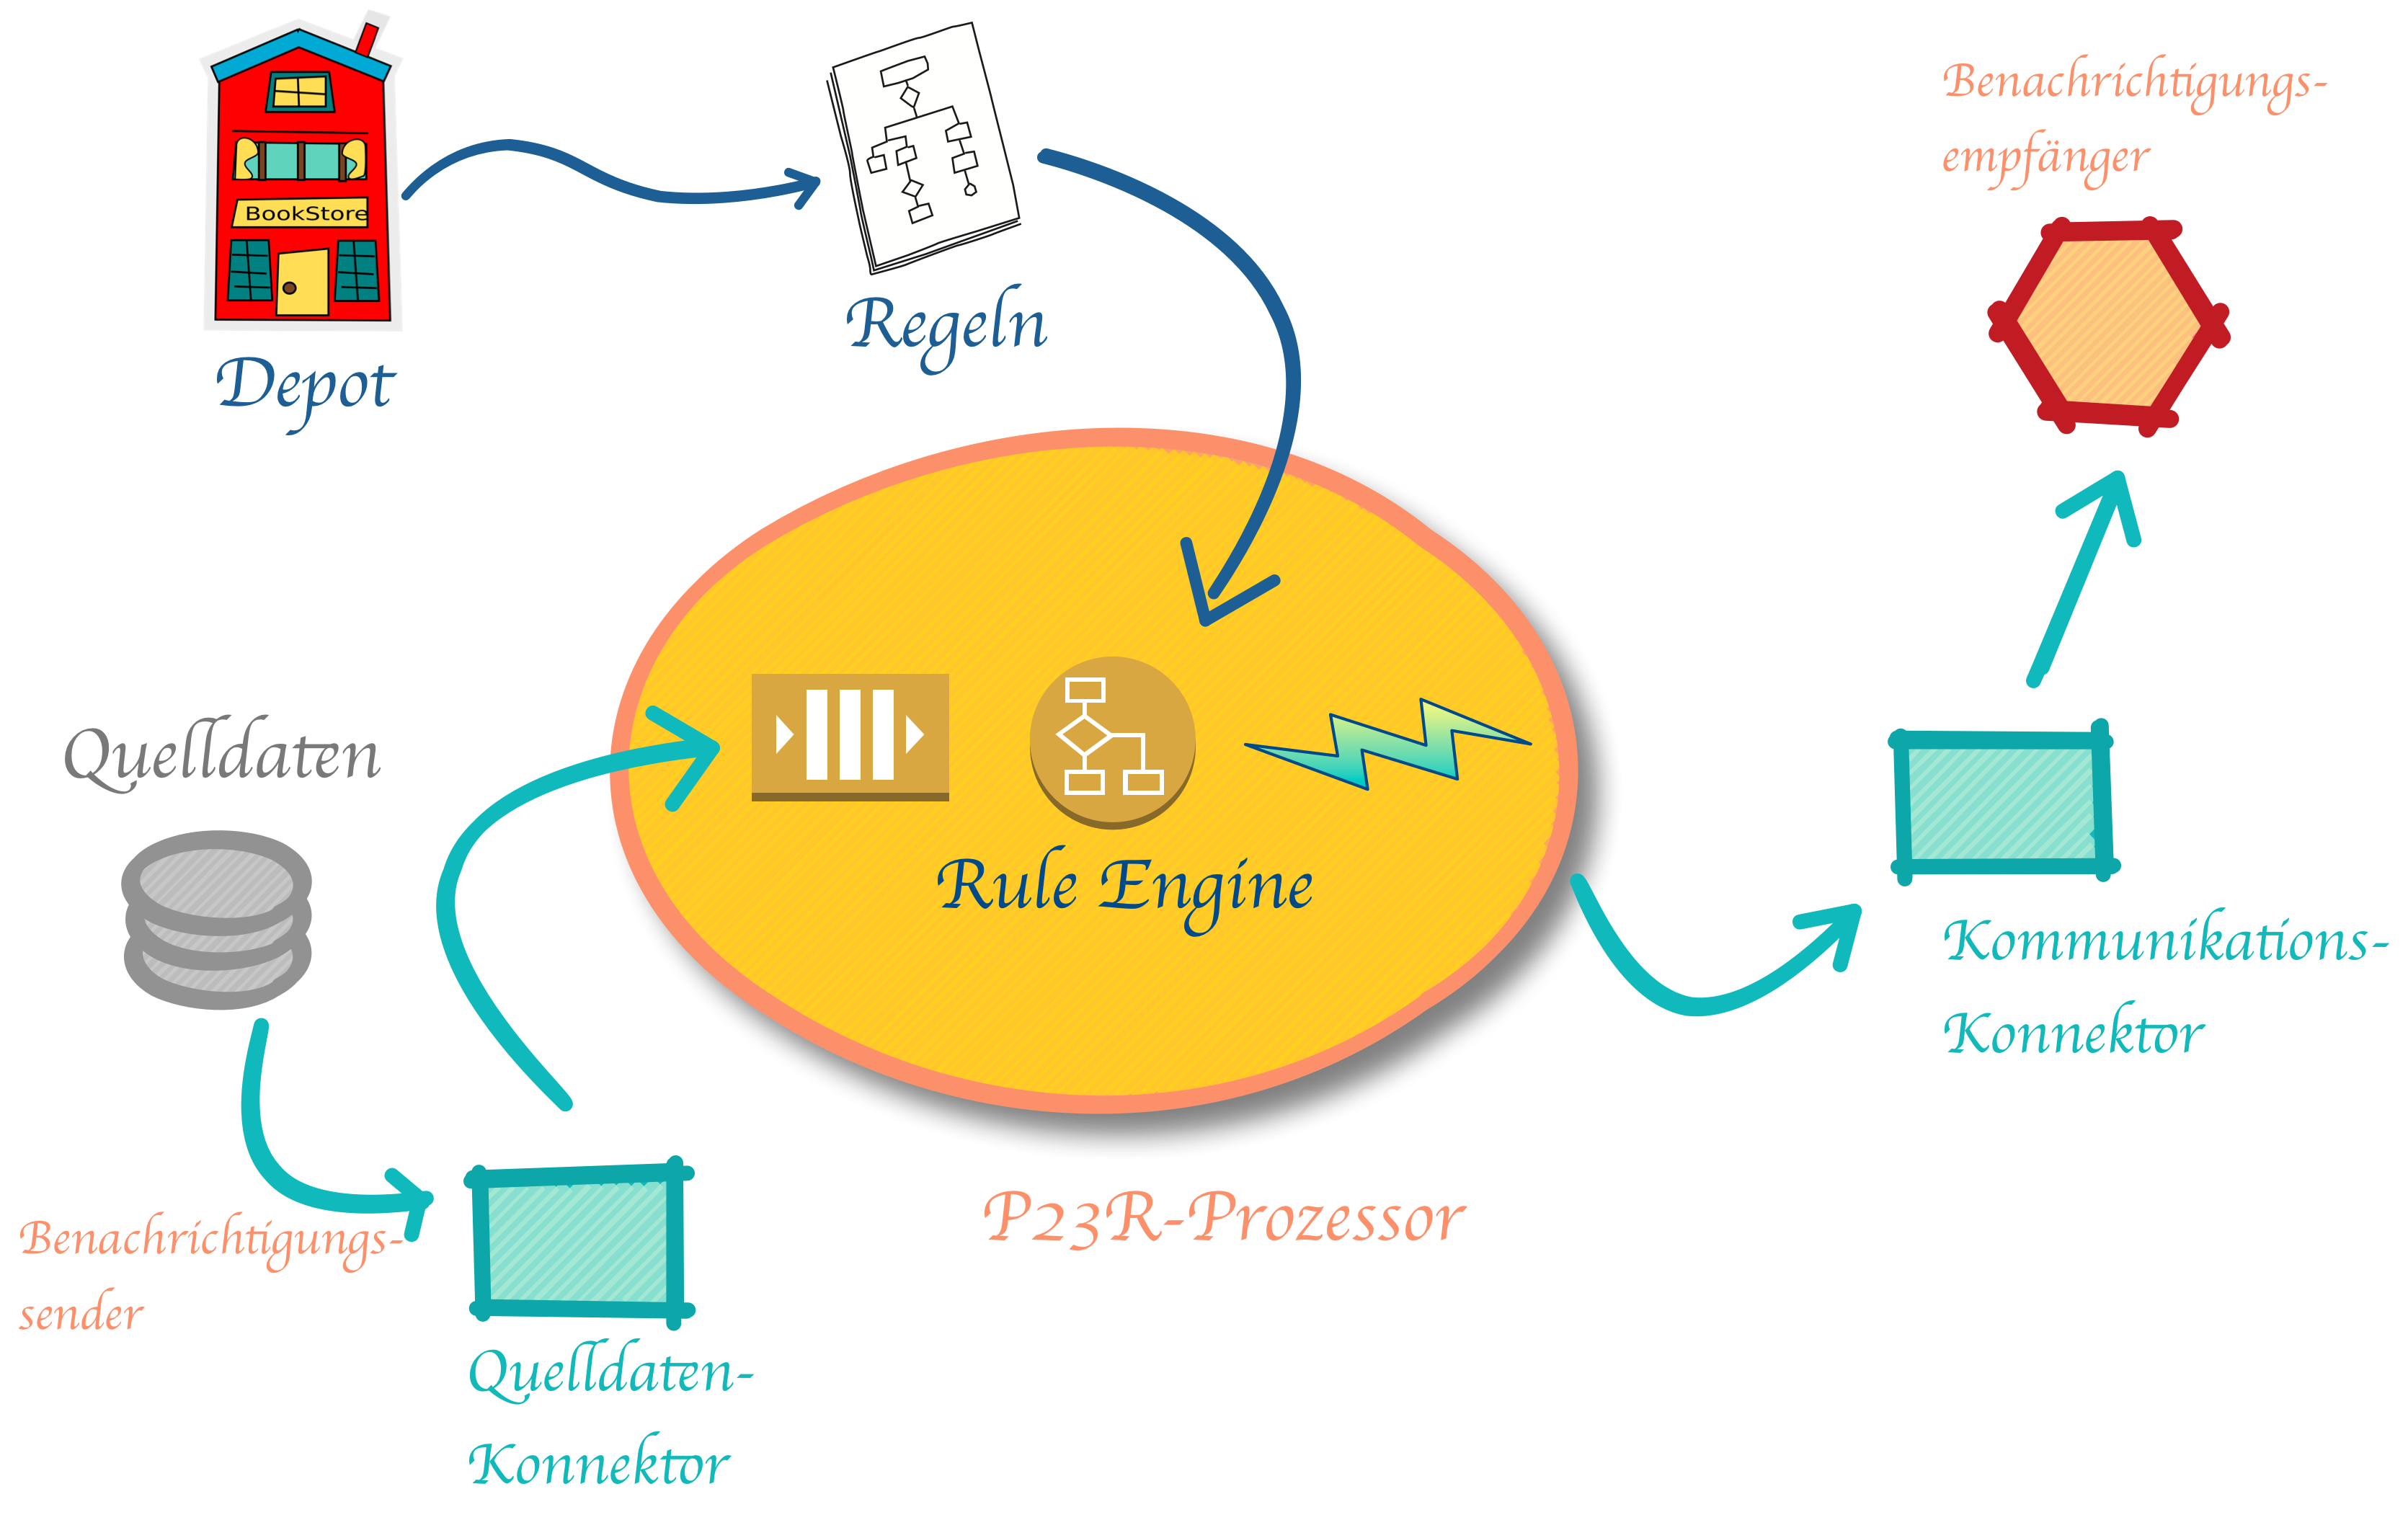 BookStore
Depot
Regeln
Benachrichtigungs-
empfänger
Quelldaten
Rule Engine
Kommunikations-
Konnektor
P23R-Prozessor
Benachrichtigungs-
sender
Quelldaten-
Konnektor